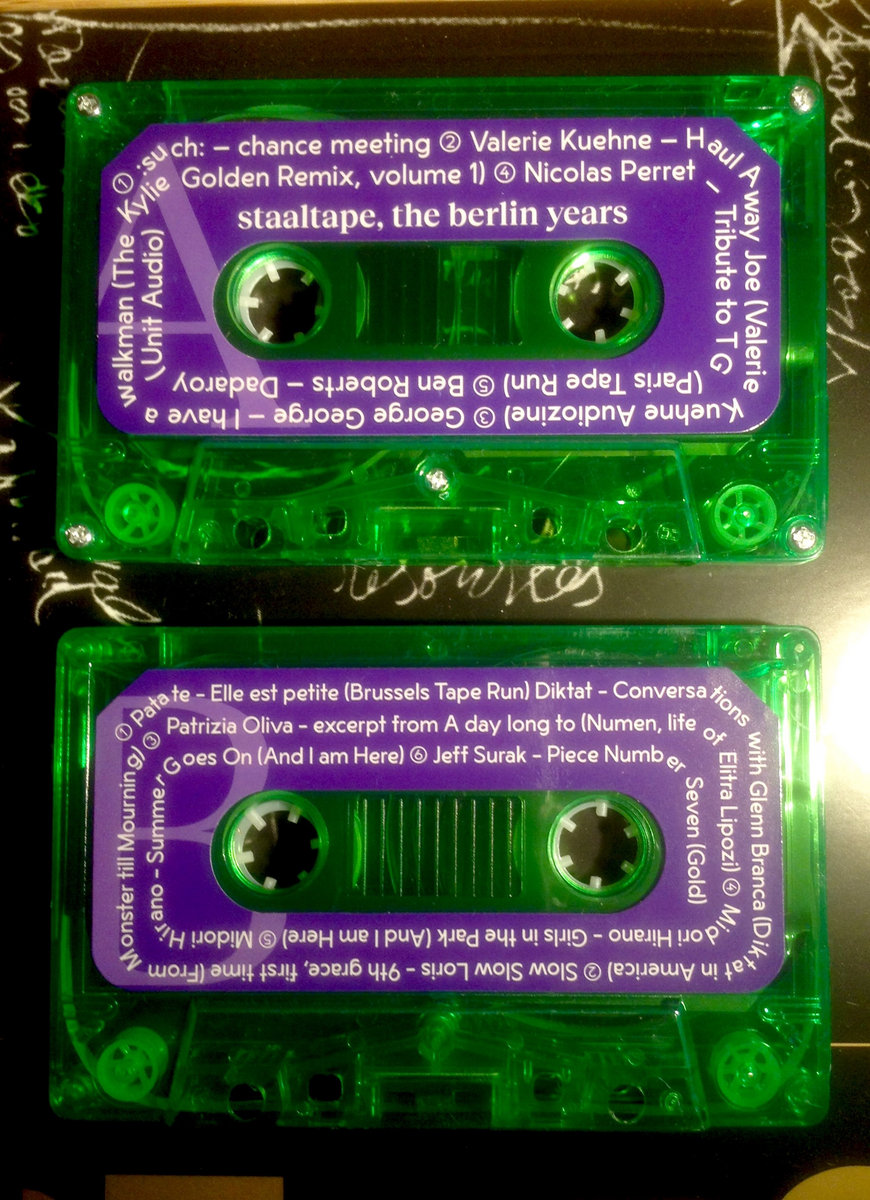 ① :such: – chance meeting ② Valerie Kuehne – Haul Away Joe (Valerie
Kuehne Audiozine) ③ George George – I have a
walkman (The Kylie
Golden Remix, volume 1) ④ Nicolas Perret
– Tribute to TG
(Paris Tape Run) ⑤ Ben Roberts – Dadaroy
(Unit Audio)
staaltape, the berlin years
A
resources
① Patate - Elle est petite (Brussels Tape Run) Diktat - Conversations
with Glenn Branca (Diktat in America) ② Slow Slow Loris - 9th grace, first time (From
Monster till Mourning)
③ Patrizia Oliva - excerpt from A day long to (Numen, life
of Elitra Lipozi) ④ Midori Hirano - Girls in the Park (And I am Here) ⑤ Midori Hirano - Summer
Goes On (And I am Here) ⑥ Jeff Surak - Piece Number
Seven (Gold)
B